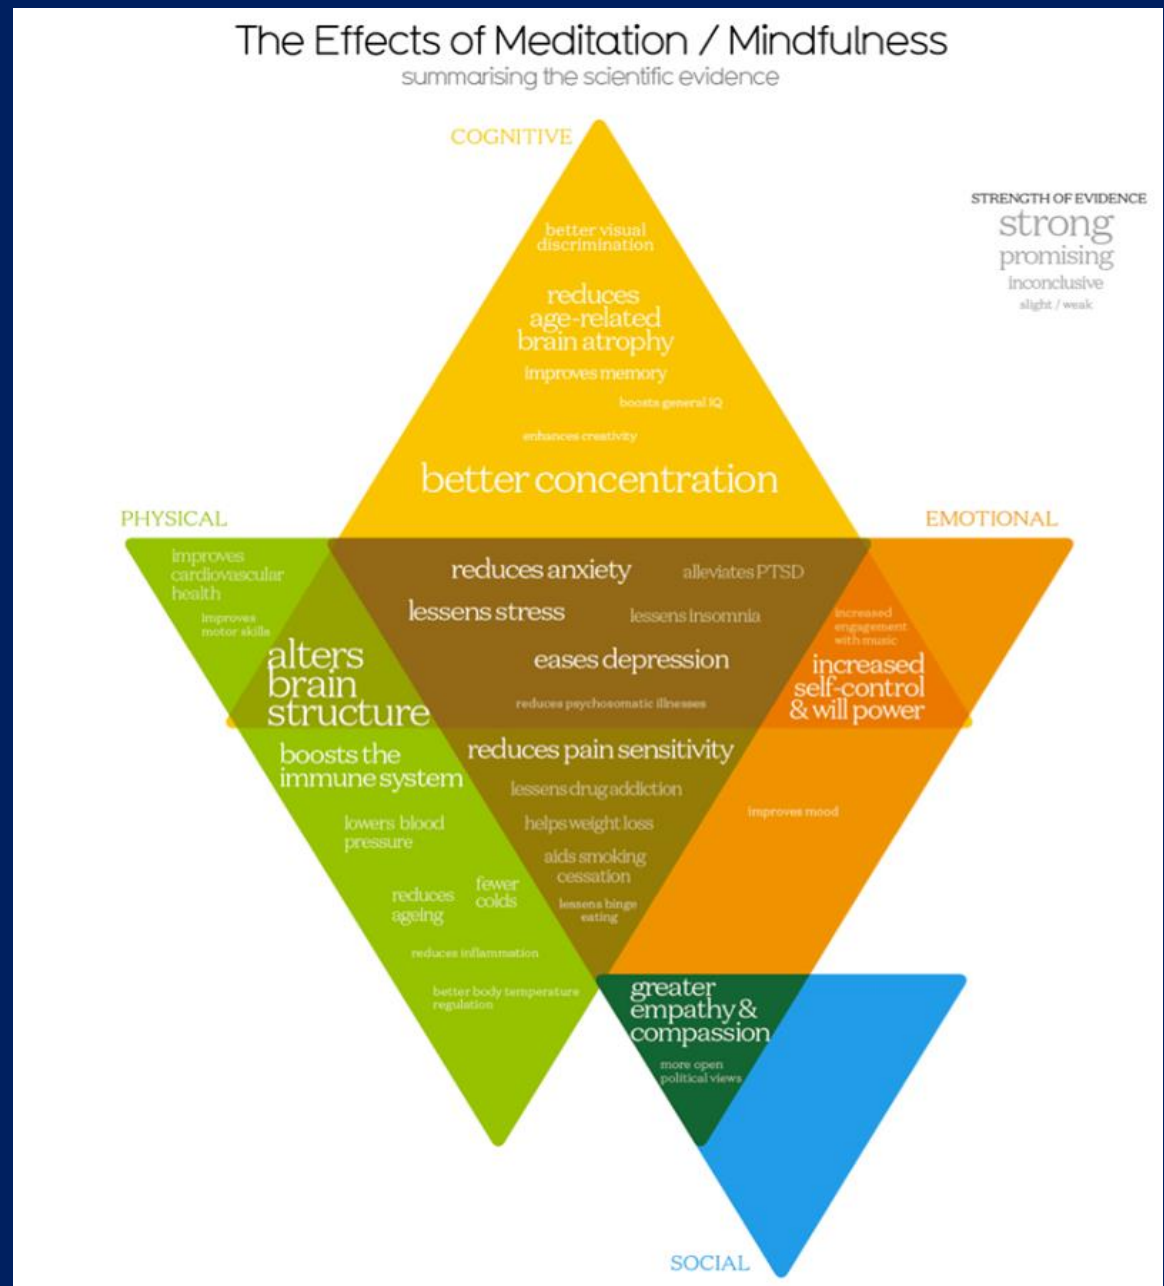 The Effects of Meditation / Mindfulness
summarising the scientific evidence
COGNITIVE
STRENGTH OF EVIDENCE
strong
promising
inconclusive
slight / weak
better visual
discrimination
reduces
age-related
brain atrophy
improves memory
boosts general IQ
enhances creativity
better concentration
PHYSICAL
EMOTIONAL
improves
cardiovascular
health
improves
motor skills
alters
brain
structure
reduces anxiety
alleviates PTSD
lessens stress
lessens insomnia
eases depression
reduces psychosomatic illnesses
increased
engagement
with music
increased
self-control
& will power
boosts the
immune system
reduces pain sensitivity
lessens drug addiction
helps weight loss
aids smoking
cessation
lessens binge
eating
improves mood
lowers blood
pressure
reduces
ageing
fewer
colds
reduces inflammation
better body temperature
regulation
greater
empathy &
compassion
more open
political views
SOCIAL